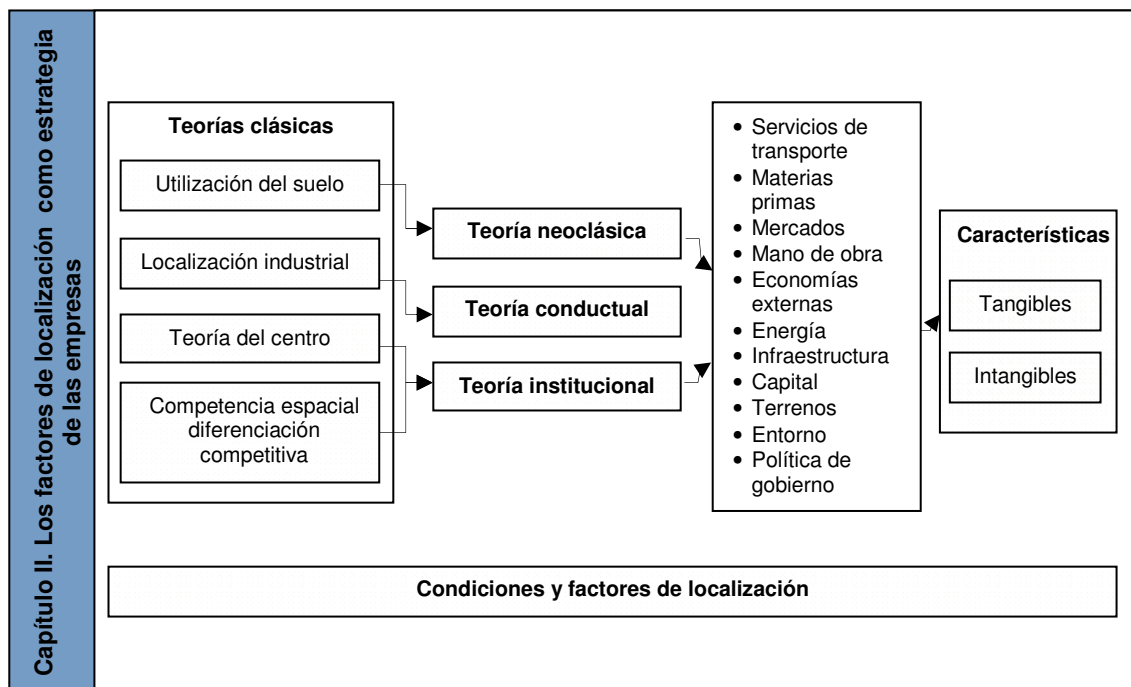 Capítulo II. Los factores de localización como estrategia
de las empresas
Teorías clásicas
Utilización del suelo
Localización industrial
Teoría del centro
Competencia espacial
diferenciación
competitiva
Teoría neoclásica
Teoría conductual
Teoría institucional
• Servicios de
transporte
• Materias
primas
• Mercados
• Mano de obra
• Economías
externas
• Energía
• Infraestructura
• Capital
• Terrenos
• Entorno
• Política de
gobierno
Características
Tangibles
Intangibles
Condiciones y factores de localización